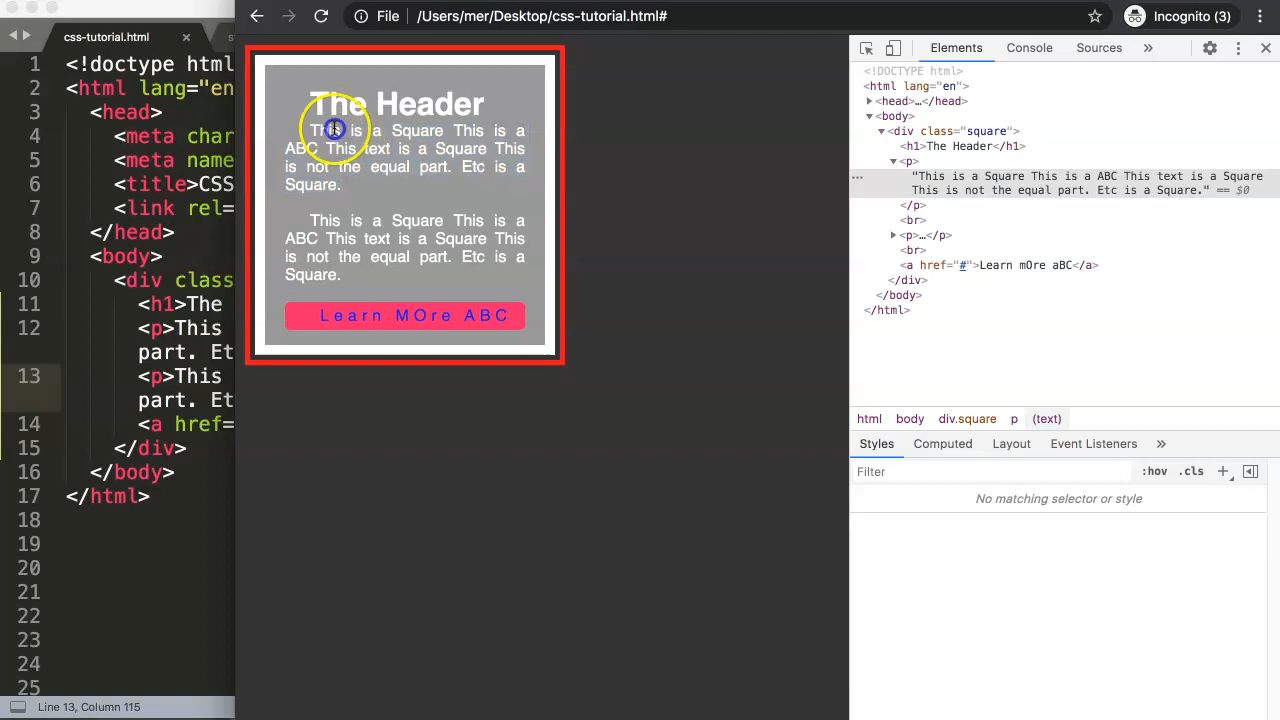 css-tutorial.html
File /Users/mer/Desktop/css-tutorial.html#
Incognito (3)
1 <!doctype html
2 <html lang="en
3 <head>
4 <meta char
5 <meta name
6 <title>CSS
7 <link rel=
8 </head>
9 <body>
10 <div class
11 <h1>The
12 <p>This
part. Et
13 <p>This
part. Et
14 <a href=
15 </div>
16 </body>
17 </html>
18
19
20
21
22
23
24
25
Line 13, Column 115
The Header
This is a Square This is a
ABC This text is a Square This
is not the equal part. Etc is a
Square.
This is a Square This is a
ABC This text is a Square This
is not the equal part. Etc is a
Square.
Learn MOre ABC
Elements Console Sources »
<!DOCTYPE html>
<html lang="en">
<head>…</head>
<body>
<div class="square">
<h1>The Header</h1>
<p>
"This is a Square This is a ABC This text is a Square
This is not the equal part. Etc is a Square." == $0
</p>
<br>
<p>…</p>
<br>
<a href="#">Learn mOre aBC</a>
</div>
</body>
</html>
html body div.square p (text)
Styles Computed Layout Event Listeners »
Filter :hov .cls +
No matching selector or style